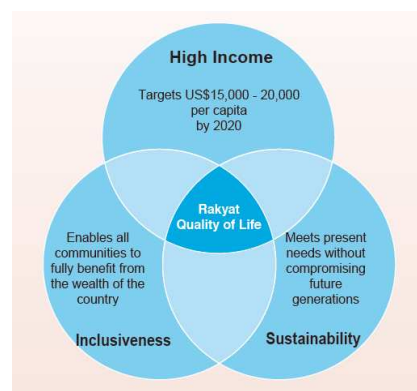 High Income
Targets US$15,000 - 20,000
per capita
by 2020
Rakyat
Quality of Life
Enables all
communities to
fully benefit from
the wealth of the
country
Inclusiveness
Meets present
needs without
compromising
future
generations
Sustainability